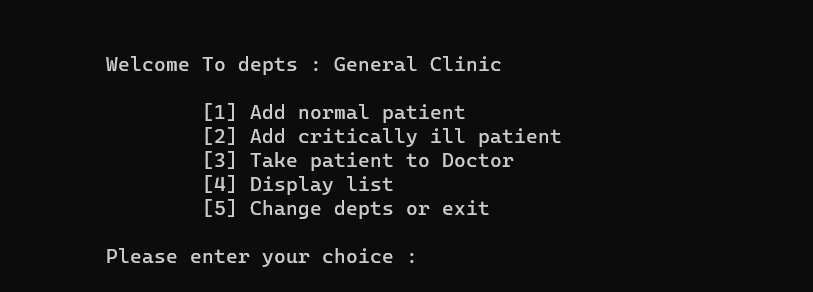 Welcome To depts : General Clinic
[1] Add normal patient
[2] Add critically ill patient
[3] Take patient to Doctor
[4] Display list
[5] Change depts or exit
Please enter your choice :